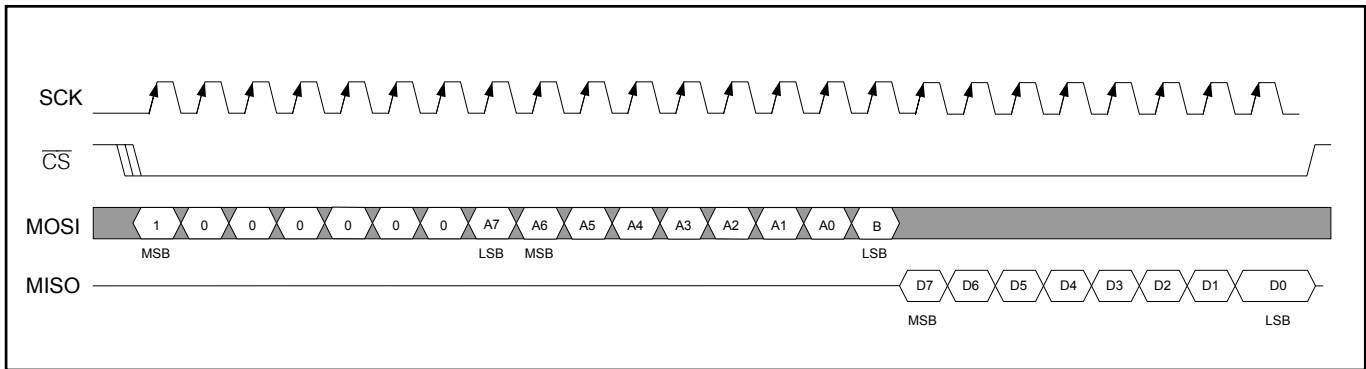 SCK
CS
MOSI 1 0 0 0 0 0 0 A7 A6 A5 A4 A3 A2 A1 A0 B
MSB LSB MSB LSB
MISO D7 D6 D5 D4 D3 D2 D1 D0
MSB LSB